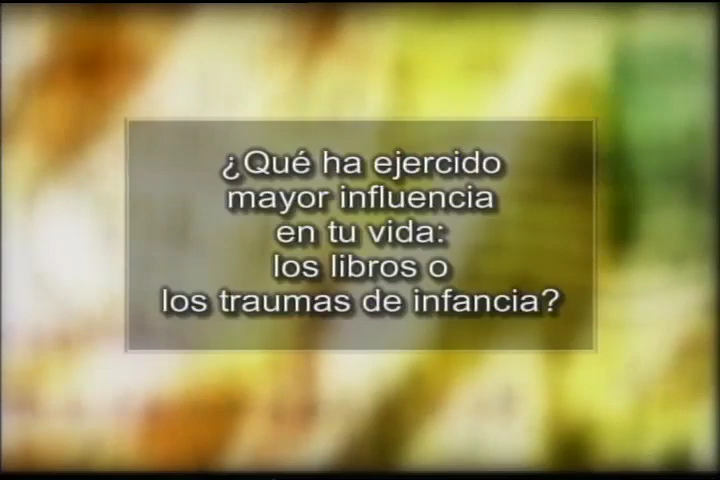 ¿Qué ha ejercido
mayor influencia
en tu vida:
los libros o
los traumas de infancia?